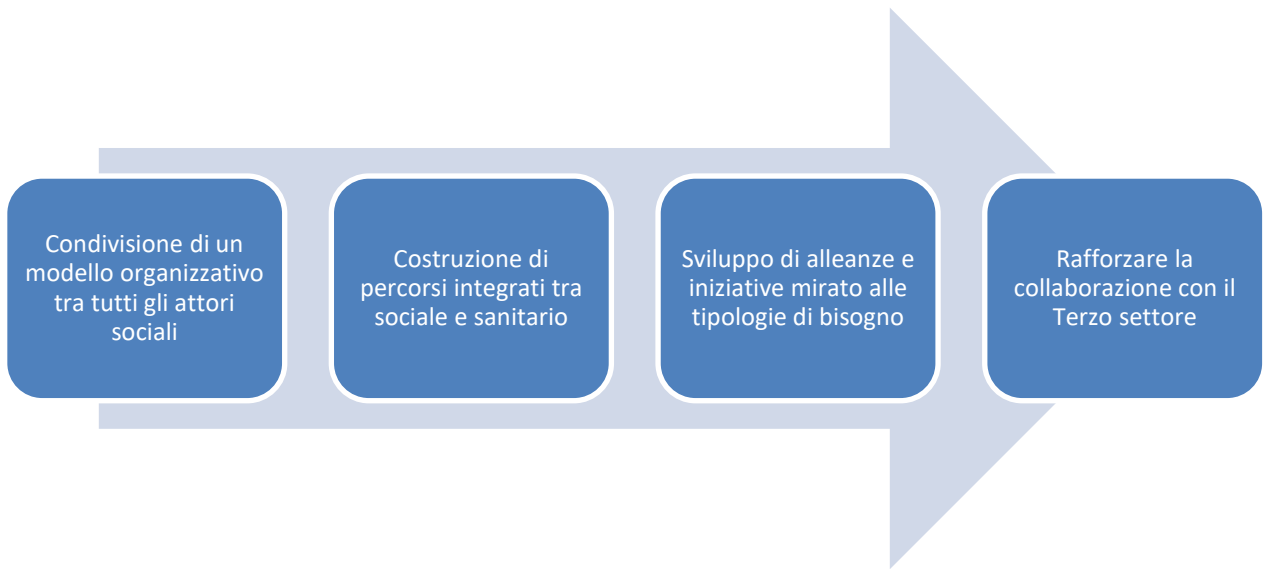 Condivisione di un
modello organizzativo
tra tutti gli attori
sociali
Costruzione di
percorsi integrati tra
sociale e sanitario
Sviluppo di alleanze e
iniziative mirato alle
tipologie di bisogno
Rafforzare la
collaborazione con il
Terzo settore